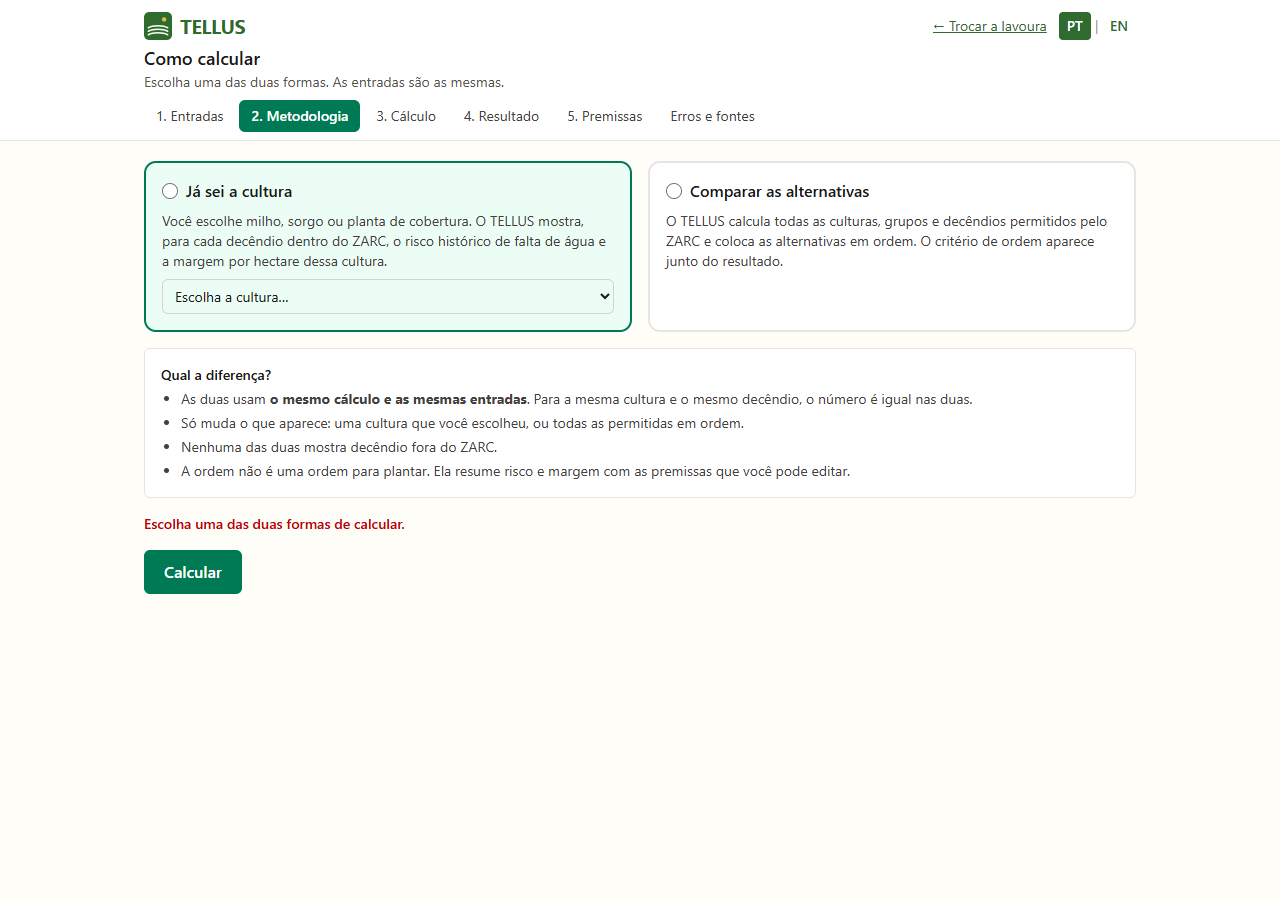 TELLUS
← Trocar a lavoura PT | EN
Como calcular
Escolha uma das duas formas. As entradas são as mesmas.
1. Entradas 2. Metodologia 3. Cálculo 4. Resultado 5. Premissas Erros e fontes
Já sei a cultura
Você escolhe milho, sorgo ou planta de cobertura. O TELLUS mostra,
para cada decêndio dentro do ZARC, o risco histórico de falta de água e
a margem por hectare dessa cultura.
Escolha a cultura...
Comparar as alternativas
O TELLUS calcula todas as culturas, grupos e decêndios permitidos pelo
ZARC e coloca as alternativas em ordem. O critério de ordem aparece
junto do resultado.
Qual a diferença?
As duas usam o mesmo cálculo e as mesmas entradas. Para a mesma cultura e o mesmo decêndio, o número é igual nas duas.
Só muda o que aparece: uma cultura que você escolheu, ou todas as permitidas em ordem.
Nenhuma das duas mostra decêndio fora do ZARC.
A ordem não é uma ordem para plantar. Ela resume risco e margem com as premissas que você pode editar.
Escolha uma das duas formas de calcular.
Calcular